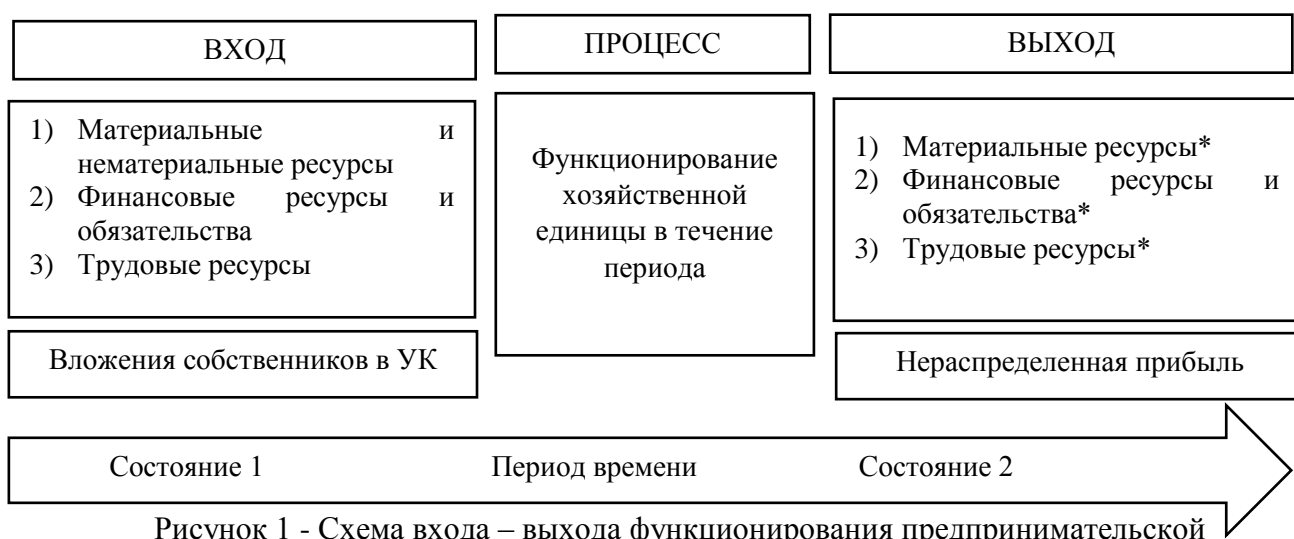 ВХОД
ПРОЦЕСС
ВЫХОД
1) Материальные и
нематериальные ресурсы
2) Финансовые ресурсы и
обязательства
3) Трудовые ресурсы
Функционирование
хозяйственной
единицы в течение
периода
1) Материальные ресурсы*
2) Финансовые ресурсы и
обязательства*
3) Трудовые ресурсы*
Вложения собственников в УК
Нераспределенная прибыль
Состояние 1
Период времени
Состояние 2
Рисунок 1 - Схема входа – выхода функционирования предпринимательской